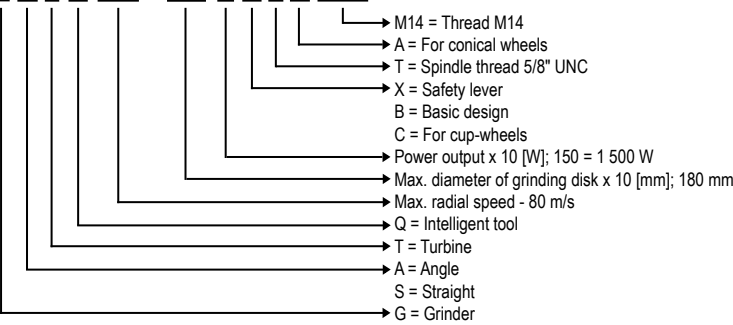 M14 = Thread M14
A = For conical wheels
T = Spindle thread 5/8" UNC
X = Safety lever
B = Basic design
C = For cup-wheels
Power output x 10 [W]; 150 = 1 500 W
Max. diameter of grinding disk x 10 [mm]; 180 mm
Max. radial speed - 80 m/s
Q = Intelligent tool
T = Turbine
A = Angle
S = Straight
G = Grinder